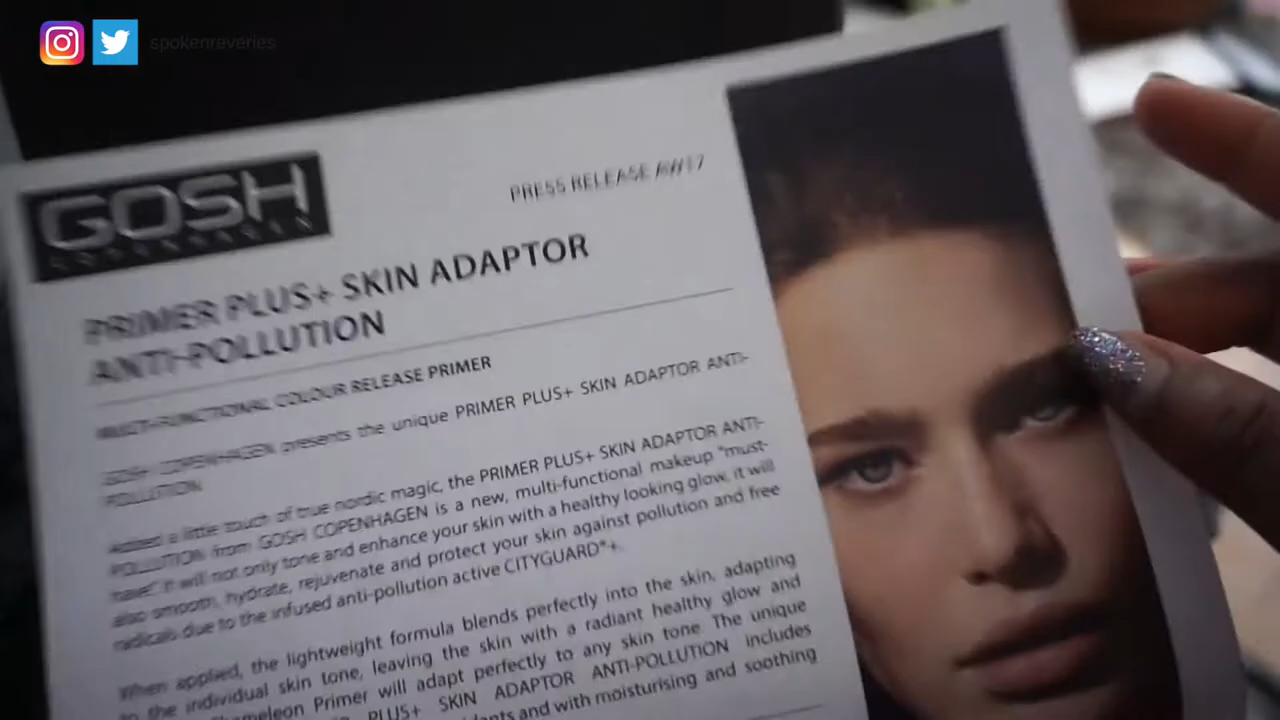 spokenreveries
GOSH
COPENHAGEN
PRESS RELEASE AW17
PRIMER PLUS+ SKIN ADAPTOR
ANTI-POLLUTION
MULTI-FUNCTIONAL COLOUR RELEASE PRIMER
GOSH COPENHAGEN presents the unique PRIMER PLUS+ SKIN ADAPTOR ANTI-
POLLUTION.
Added a little touch of true nordic magic, the PRIMER PLUS+ SKIN ADAPTOR ANTI-
POLLUTION from GOSH COPENHAGEN is a new, multi-functional makeup "must-
have". It will not only tone and enhance your skin with a healthy looking glow, it will
also smooth, hydrate, rejuvenate and protect your skin against pollution and free
radicals due to the infused anti-pollution active CITYGUARD®+.
When applied, the lightweight formula blends perfectly into the skin, adapting
to the individual skin tone, leaving the skin with a radiant healthy glow and
Primer will adapt perfectly to any skin tone. The unique
PLUS+ SKIN ADAPTOR ANTI-POLLUTION includes
and with moisturising and soothing